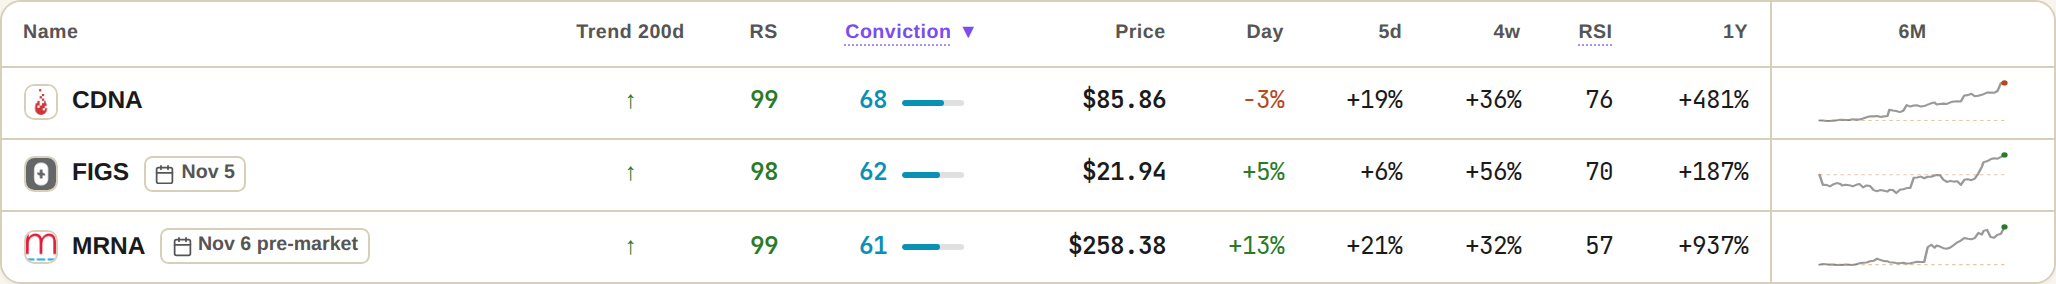 Name Trend 200d RS Conviction ▼ Price Day 5d 4w RSI 1Y 6M
CDNA ↑ 99 68 $85.86 -3% +19% +36% 76 +481%
FIGS Nov 5 ↑ 98 62 $21.94 +5% +6% +56% 70 +187%
MRNA Nov 6 pre-market ↑ 99 61 $258.38 +13% +21% +32% 57 +937%